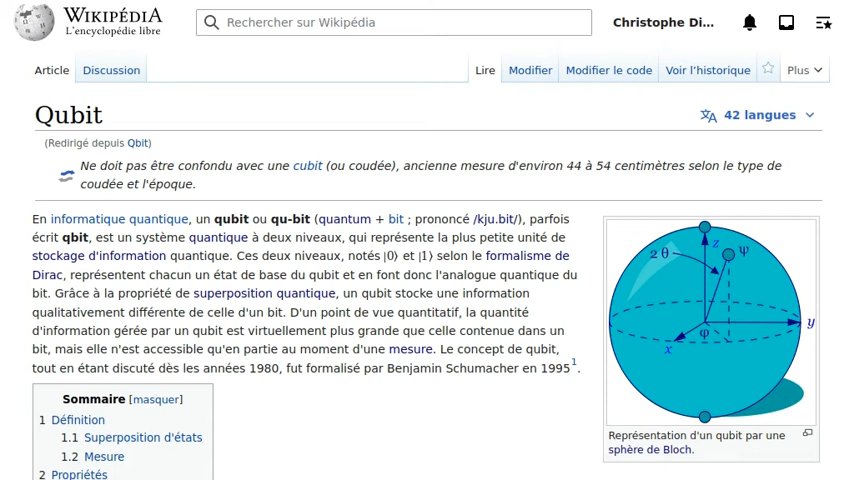 WIKIPÉDIA
L'encyclopédie libre
Rechercher sur Wikipédia
Christophe Di...
Article Discussion Lire Modifier Modifier le code Voir l’historique Plus
Qubit
42 langues
(Redirigé depuis Qbit)
Ne doit pas être confondu avec une cubit (ou coudée), ancienne mesure d'environ 44 à 54 centimètres selon le type de
coudée et l'époque.
En informatique quantique, un qubit ou qu-bit (quantum + bit ; prononcé /kju.bit/), parfois
écrit qbit, est un système quantique à deux niveaux, qui représente la plus petite unité de
stockage d'information quantique. Ces deux niveaux, notés |0⟩ et |1⟩ selon le formalisme de
Dirac, représentent chacun un état de base du qubit et en font donc l'analogue quantique du
bit. Grâce à la propriété de superposition quantique, un qubit stocke une information
qualitativement différente de celle d'un bit. D'un point de vue quantitatif, la quantité
d'information gérée par un qubit est virtuellement plus grande que celle contenue dans un
bit, mais elle n'est accessible qu'en partie au moment d'une mesure. Le concept de qubit,
tout en étant discuté dès les années 1980, fut formalisé par Benjamin Schumacher en 1995 1.
Sommaire [masquer]
1 Définition
1.1 Superposition d'états
1.2 Mesure
2 Propriétés
z
ψ
2 θ
y
φ
x
Représentation d'un qubit par une
sphère de Bloch.